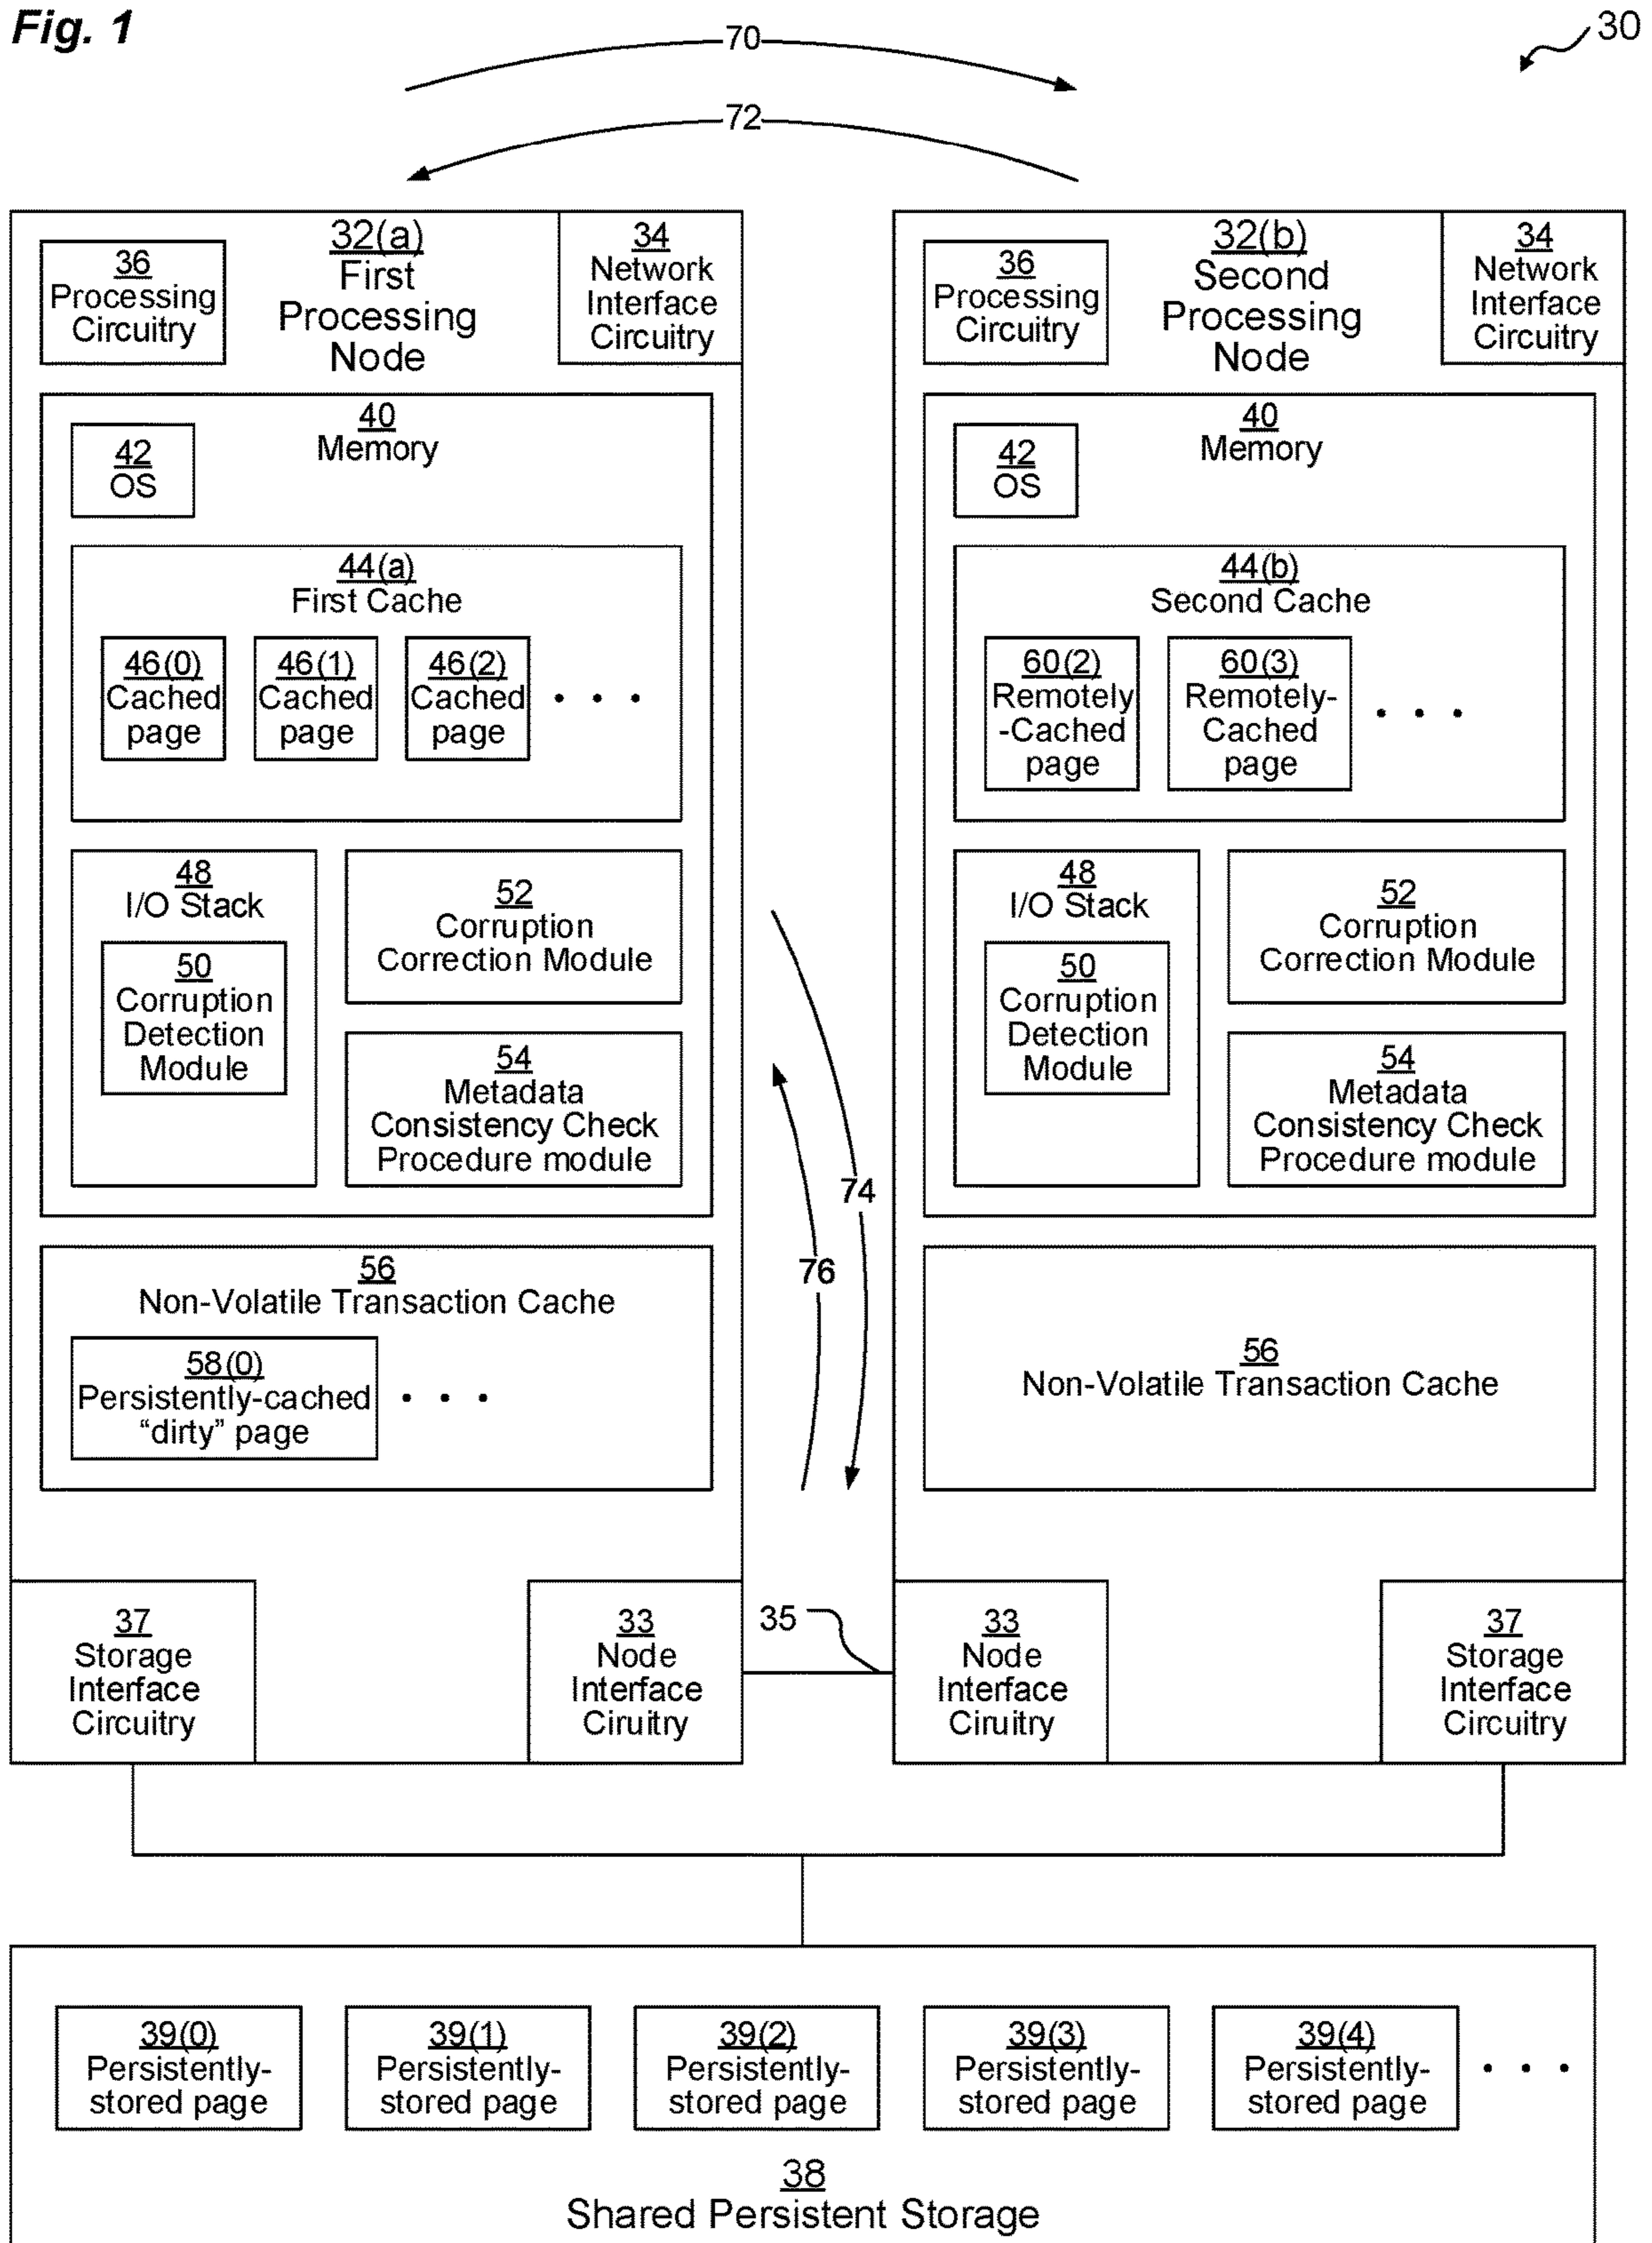 Fig. 1
30
70
72
32(a)
First
Processing
Node
36
Processing
Circuitry
34
Network
Interface
Circuitry
40
Memory
42
OS
44(a)
First Cache
46(0)
Cached
page
46(1)
Cached
page
46(2)
Cached
page
. . .
48
I/O Stack
50
Corruption
Detection
Module
52
Corruption
Correction Module
54
Metadata
Consistency Check
Procedure module
56
Non-Volatile Transaction Cache
58(0)
Persistently-cached
“dirty” page
. . .
37
Storage
Interface
Circuitry
33
Node
Interface
Ciruitry
74
76
35
32(b)
Second
Processing
Node
36
Processing
Circuitry
34
Network
Interface
Circuitry
40
Memory
42
OS
44(b)
Second Cache
60(2)
Remotely
-Cached
page
60(3)
Remotely-
Cached
page
. . .
48
I/O Stack
50
Corruption
Detection
Module
52
Corruption
Correction Module
54
Metadata
Consistency Check
Procedure module
56
Non-Volatile Transaction Cache
33
Node
Interface
Ciruitry
37
Storage
Interface
Circuitry
39(0)
Persistently-
stored page
39(1)
Persistently-
stored page
39(2)
Persistently-
stored page
39(3)
Persistently-
stored page
39(4)
Persistently-
stored page
. . .
38
Shared Persistent Storage